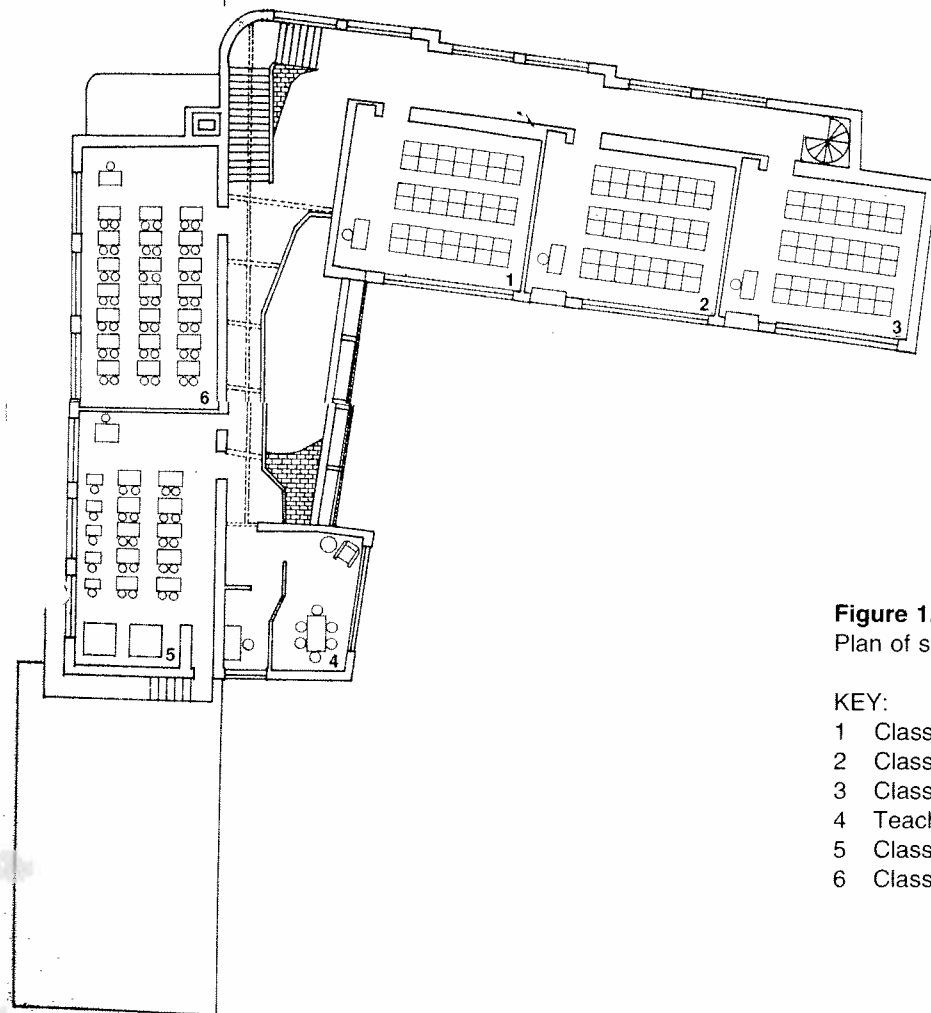 1
2
3
4
5
6
Figure 1.
Plan of s
KEY:
1 Class
2 Class
3 Class
4 Teach
5 Class
6 Class